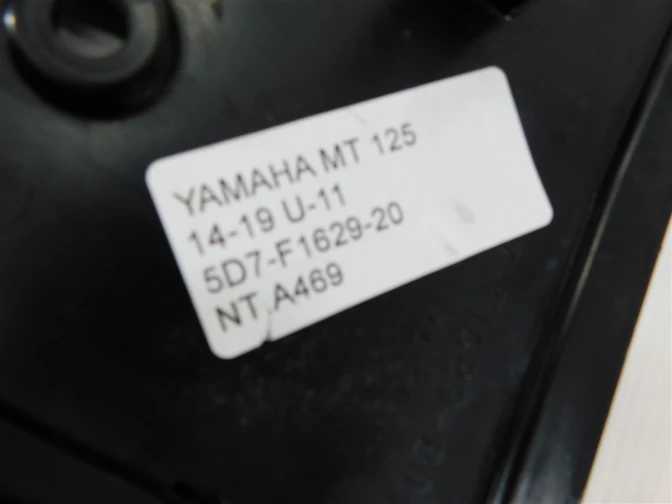 YAMAHA MT 125
14-19 U-11
5D7-F1629-20
NT A469